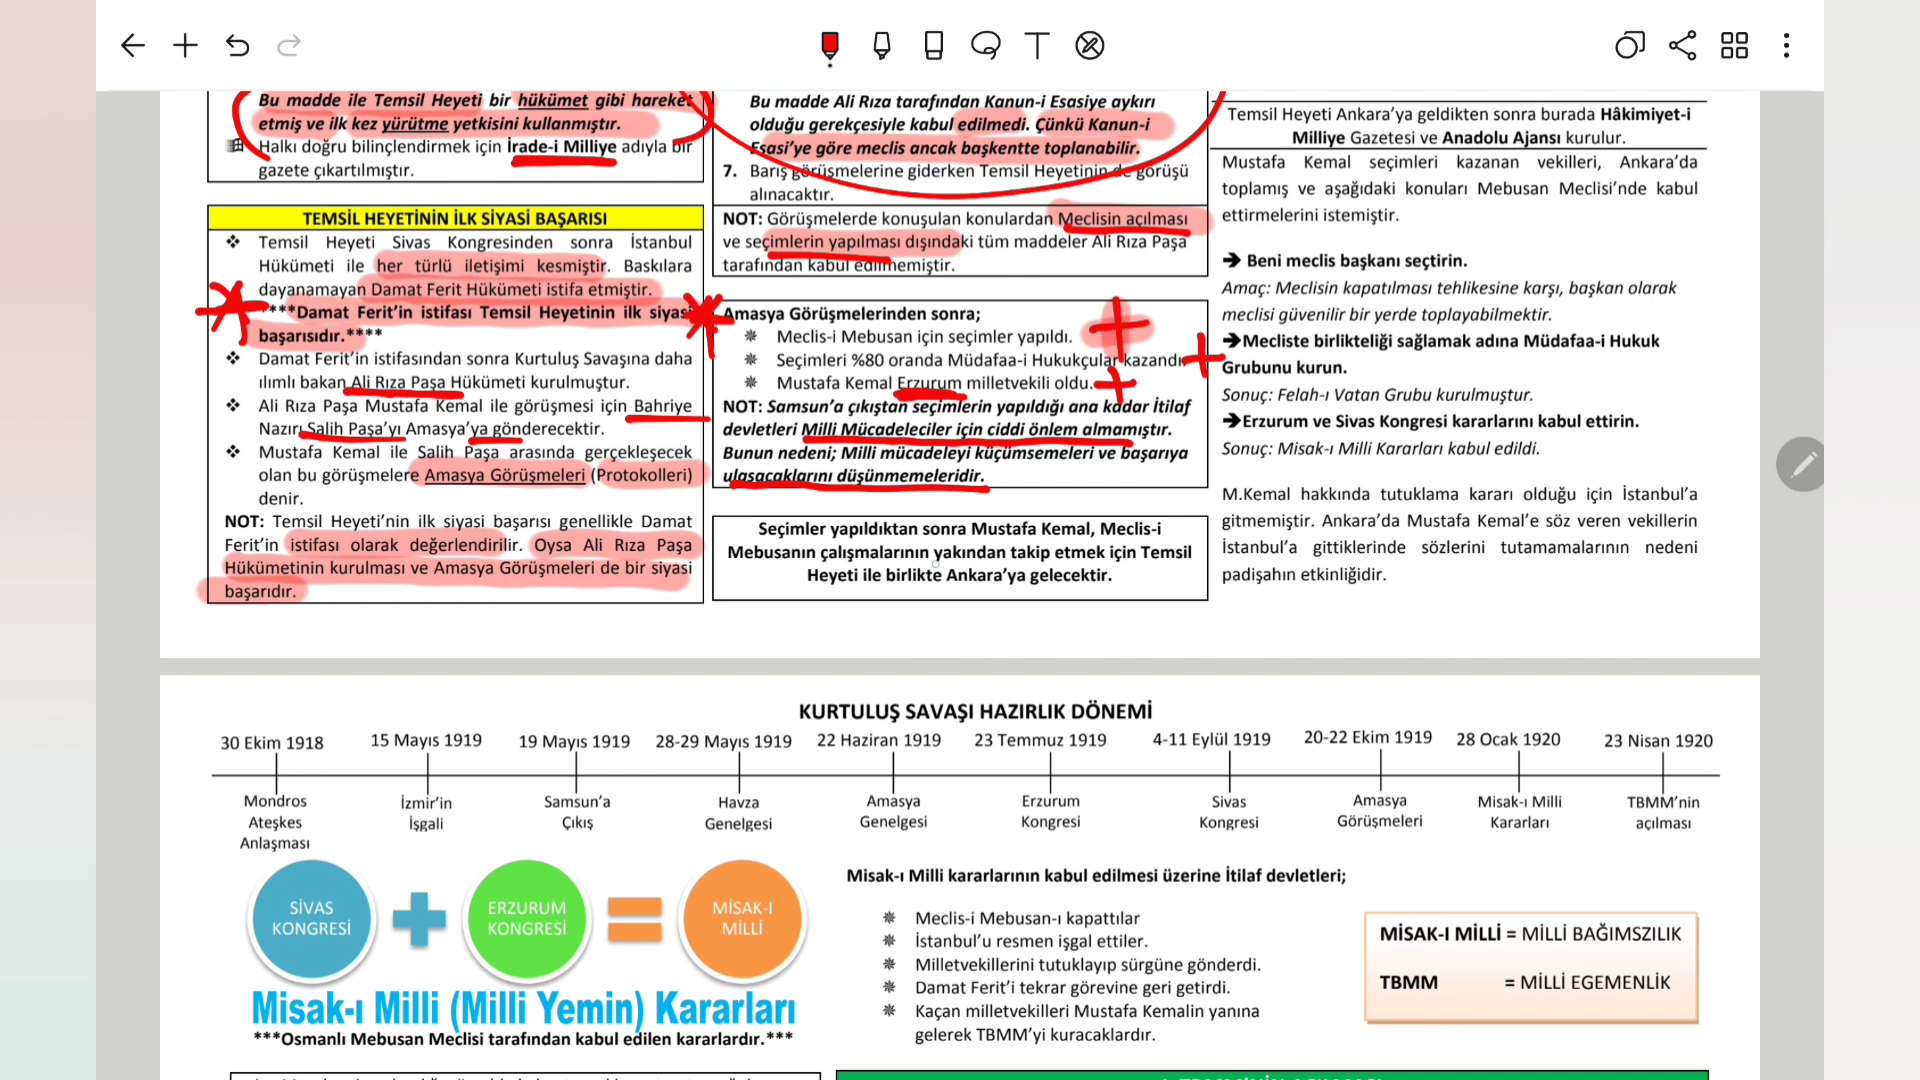 Bu madde ile Temsil Heyeti bir hükümet gibi hareket
etmiş ve ilk kez yürütme yetkisini kullanmıştır.
Halkı doğru bilinçlendirmek için İrade-i Milliye adıyla bir
gazete çıkartılmıştır.
TEMSİL HEYETİNİN İLK SİYASİ BAŞARISI
❖ Temsil Heyeti Sivas Kongresinden sonra İstanbul
Hükümeti ile her türlü iletişimi kesmiştir. Baskılara
dayanamayan Damat Ferit Hükümeti istifa etmiştir.
****Damat Ferit’in istifası Temsil Heyetinin ilk siyasi
başarısıdır.****
❖ Damat Ferit’in istifasından sonra Kurtuluş Savaşına daha
ılımlı bakan Ali Rıza Paşa Hükümeti kurulmuştur.
❖ Ali Rıza Paşa Mustafa Kemal ile görüşmesi için Bahriye
Nazırı Salih Paşa’yı Amasya’ya gönderecektir.
❖ Mustafa Kemal ile Salih Paşa arasında gerçekleşecek
olan bu görüşmelere Amasya Görüşmeleri (Protokolleri)
denir.
NOT: Temsil Heyeti’nin ilk siyasi başarısı genellikle Damat
Ferit’in istifası olarak değerlendirilir. Oysa Ali Rıza Paşa
Hükümetinin kurulması ve Amasya Görüşmeleri de bir siyasi
başarıdır.
Bu madde Ali Rıza tarafından Kanun-i Esasiye aykırı
olduğu gerekçesiyle kabul edilmedi. Çünkü Kanun-i
Esasi’ye göre meclis ancak başkentte toplanabilir.
7. Barış görüşmelerine giderken Temsil Heyetinin de görüşü
alınacaktır.
NOT: Görüşmelerde konuşulan konulardan Meclisin açılması
ve seçimlerin yapılması dışındaki tüm maddeler Ali Rıza Paşa
tarafından kabul edilmemiştir.
Amasya Görüşmelerinden sonra;
Meclis-i Mebusan için seçimler yapıldı.
Seçimleri %80 oranda Müdafaa-i Hukukçular kazandı.
Mustafa Kemal Erzurum milletvekili oldu.
NOT: Samsun’a çıkıştan seçimlerin yapıldığı ana kadar İtilaf
devletleri Milli Mücadeleciler için ciddi önlem almamıştır.
Bunun nedeni; Milli mücadeleyi küçümsemeleri ve başarıya
ulaşacaklarını düşünmemeleridir.
Seçimler yapıldıktan sonra Mustafa Kemal, Meclis-i
Mebusanın çalışmalarının yakından takip etmek için Temsil
Heyeti ile birlikte Ankara’ya gelecektir.
Temsil Heyeti Ankara’ya geldikten sonra burada Hâkimiyet-i
Milliye Gazetesi ve Anadolu Ajansı kurulur.
Mustafa Kemal seçimleri kazanan vekilleri, Ankara’da
toplamış ve aşağıdaki konuları Mebusan Meclisi’nde kabul
ettirmelerini istemiştir.
➔ Beni meclis başkanı seçtirin.
Amaç: Meclisin kapatılması tehlikesine karşı, başkan olarak
meclisi güvenilir bir yerde toplayabilmektir.
➔Mecliste birlikteliği sağlamak adına Müdafaa-i Hukuk
Grubunu kurun.
Sonuç: Felah-ı Vatan Grubu kurulmuştur.
➔Erzurum ve Sivas Kongresi kararlarını kabul ettirin.
Sonuç: Misak-ı Milli Kararları kabul edildi.
M.Kemal hakkında tutuklama kararı olduğu için İstanbul’a
gitmemiştir. Ankara’da Mustafa Kemal’e söz veren vekillerin
İstanbul’a gittiklerinde sözlerini tutamamalarının nedeni
padişahın etkinliğidir.
KURTULUŞ SAVAŞI HAZIRLIK DÖNEMİ
30 Ekim 1918 15 Mayıs 1919 19 Mayıs 1919 28-29 Mayıs 1919 22 Haziran 1919 23 Temmuz 1919 4-11 Eylül 1919 20-22 Ekim 1919 28 Ocak 1920 23 Nisan 1920
Mondros
Ateşkes
Anlaşması
İzmir’in
İşgali
Samsun’a
Çıkış
Havza
Genelgesi
Amasya
Genelgesi
Erzurum
Kongresi
Sivas
Kongresi
Amasya
Görüşmeleri
Misak-ı Milli
Kararları
TBMM’nin
açılması
SİVAS
KONGRESİ
ERZURUM
KONGRESİ
MİSAK-I
MİLLİ
Misak-ı Milli (Milli Yemin) Kararları
***Osmanlı Mebusan Meclisi tarafından kabul edilen kararlardır.***
Misak-ı Milli kararlarının kabul edilmesi üzerine İtilaf devletleri;
Meclis-i Mebusan-ı kapattılar
İstanbul’u resmen işgal ettiler.
Milletvekillerini tutuklayıp sürgüne gönderdi.
Damat Ferit’i tekrar görevine geri getirdi.
Kaçan milletvekilleri Mustafa Kemalin yanına
gelerek TBMM’yi kuracaklardır.
MİSAK-I MİLLİ = MİLLİ BAĞIMSZILIK
TBMM = MİLLİ EGEMENLİK